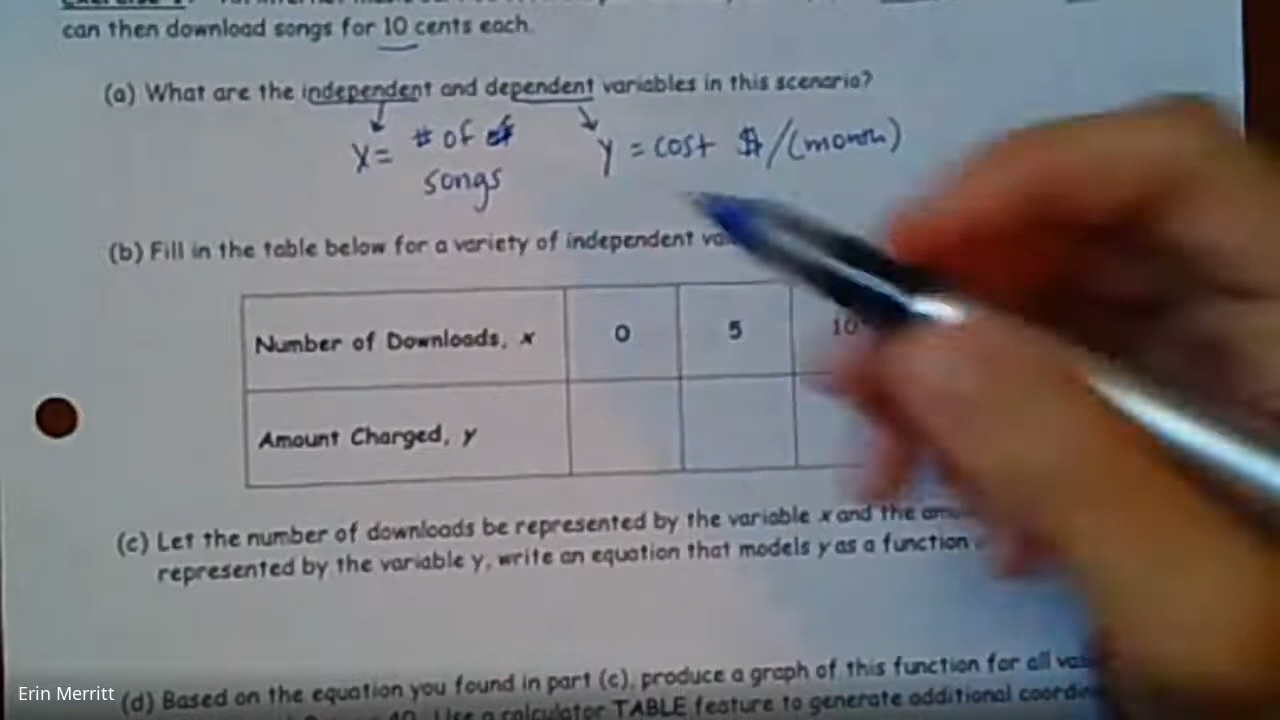 can then download songs for 10 cents each.
(a) What are the independent and dependent variables in this scenario?
x = # of songs
y = cost $/(month)
(b) Fill in the table below for a variety of independent
Number of Downloads, x 0 5 10
Amount Charged, y
(c) Let the number of downloads be represented by the variable x and the
represented by the variable y, write an equation that models y as a function
(d) Based on the equation you found in part (c), produce a graph of this function for all
40. Use a calculator TABLE feature to generate additional
Erin Merritt